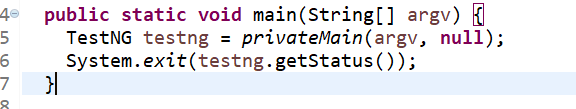 4 public static void main(String[] argv) {
5 TestNG testng = privateMain(argv, null);
6 System.exit(testng.getStatus());
7 }
8